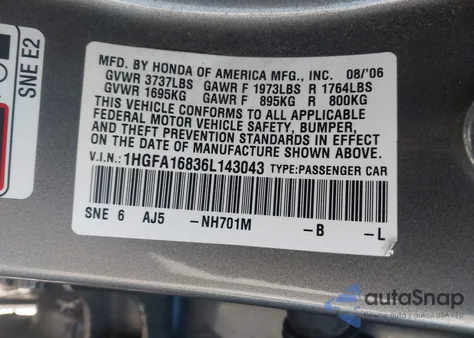 SNE E2
MFD. BY HONDA OF AMERICA MFG., INC. 08/'06
GVWR 3737LBS GAWR F 1973LBS R 1764LBS
GVWR 1695KG GAWR F 895KG R 800KG
THIS VEHICLE CONFORMS TO ALL APPLICABLE
FEDERAL MOTOR VEHICLE SAFETY, BUMPER,
AND THEFT PREVENTION STANDARDS IN EFFECT
ON THE DATE OF MANUFACTURE SHOWN ABOVE.
V.I.N.: 1HGFA16836L143043 TYPE:PASSENGER CAR
SNE 6 AJ5 -NH701M -B -L
autoSnap